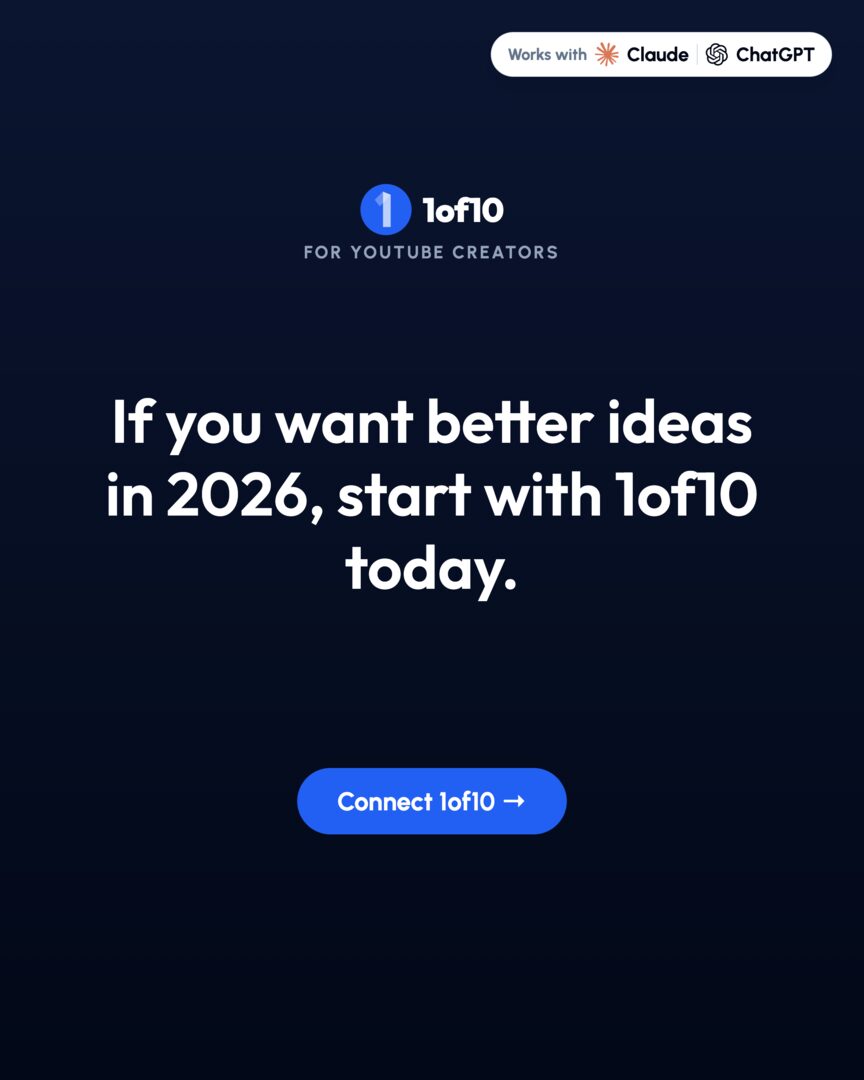 Works with Claude ChatGPT
1of10
FOR YOUTUBE CREATORS
If you want better ideas
in 2026, start with 1of10
today.
Connect 1of10 →